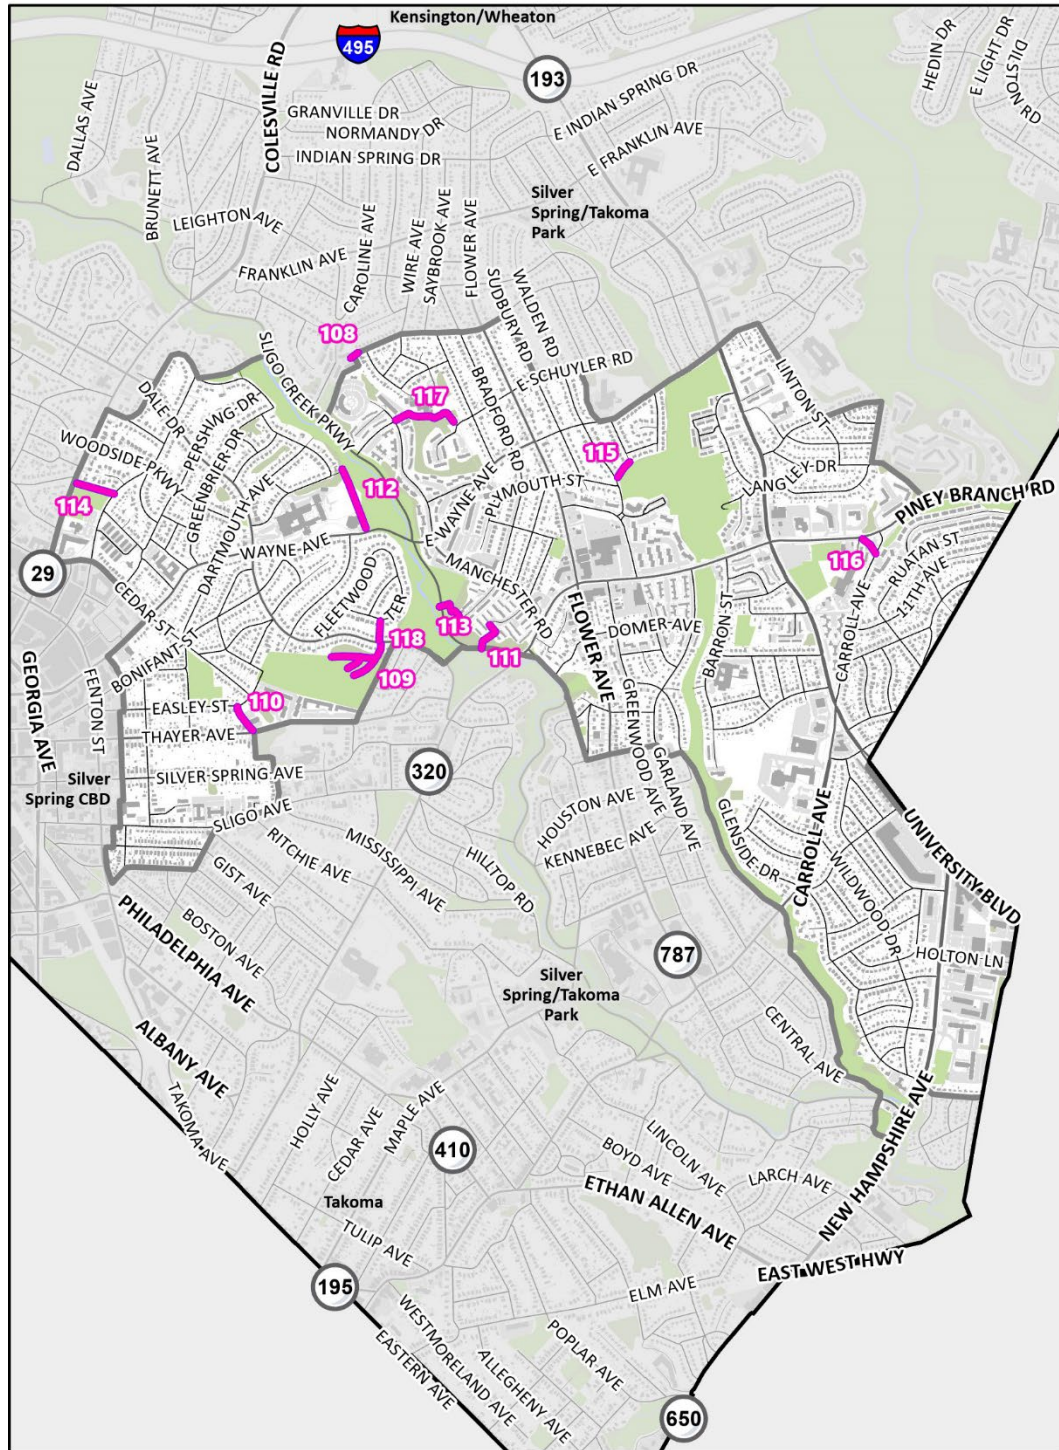 Kensington/Wheaton
495
193
COLESVILLE RD
DALLAS AVE
BRUNETT AVE
GRANVILLE DR
NORMANDY DR
INDIAN SPRING DR
E INDIAN SPRING DR
E FRANKLIN AVE
HEDIN DR
E LIGHT DR
DILSTON RD
LEIGHTON AVE
FRANKLIN AVE
CAROLINE AVE
WIRE AVE
SAYBROOK AVE
FLOWER AVE
Silver
Spring/Takoma
Park
SUDBURY RD
WALDEN RD
108
SLIGO CREEK PKWY
E SCHUYLER RD
BRADFORD RD
LINTON ST
117
DALE DR
PERSHING DR
WOODSIDE PKWY
GREENBRIER DR
DARTMOUTH AVE
115
PLYMOUTH ST
LANGLEY DR
114
112
E WAYNE AVE
PINEY BRANCH RD
WAYNE AVE
MANCHESTER RD
116
RUATAN ST
11TH AVE
29
CEDAR ST
FLEETWOOD
TER
FLOWER AVE
DOMER AVE
BARRON ST
CARROLL AVE
BONIFANT ST
113
118
111
109
GEORGIA AVE
FENTON ST
EASLEY ST
110
THAYER AVE
GREENWOOD AVE
GARLAND AVE
Silver
Spring CBD
SILVER SPRING AVE
320
SLIGO AVE
HOUSTON AVE
KENNEBEC AVE
GLENSIDE DR
CARROLL AVE
UNIVERSITY BLVD
RITCHIE AVE
MISSISSIPPI AVE
HILLTOP RD
WILDWOOD DR
GIST AVE
BOSTON AVE
PHILADELPHIA AVE
787
HOLTON LN
Silver
Spring/Takoma
Park
CENTRAL AVE
ALBANY AVE
TAKOMA AVE
HOLLY AVE
CEDAR AVE
MAPLE AVE
410
LINCOLN AVE
BOYD AVE
LARCH AVE
NEW HAMPSHIRE AVE
ETHAN ALLEN AVE
Takoma
TULIP AVE
EAST WEST HWY
195
ELM AVE
WESTMORELAND AVE
EASTERN AVE
ALLEGHENY AVE
POPLAR AVE
650